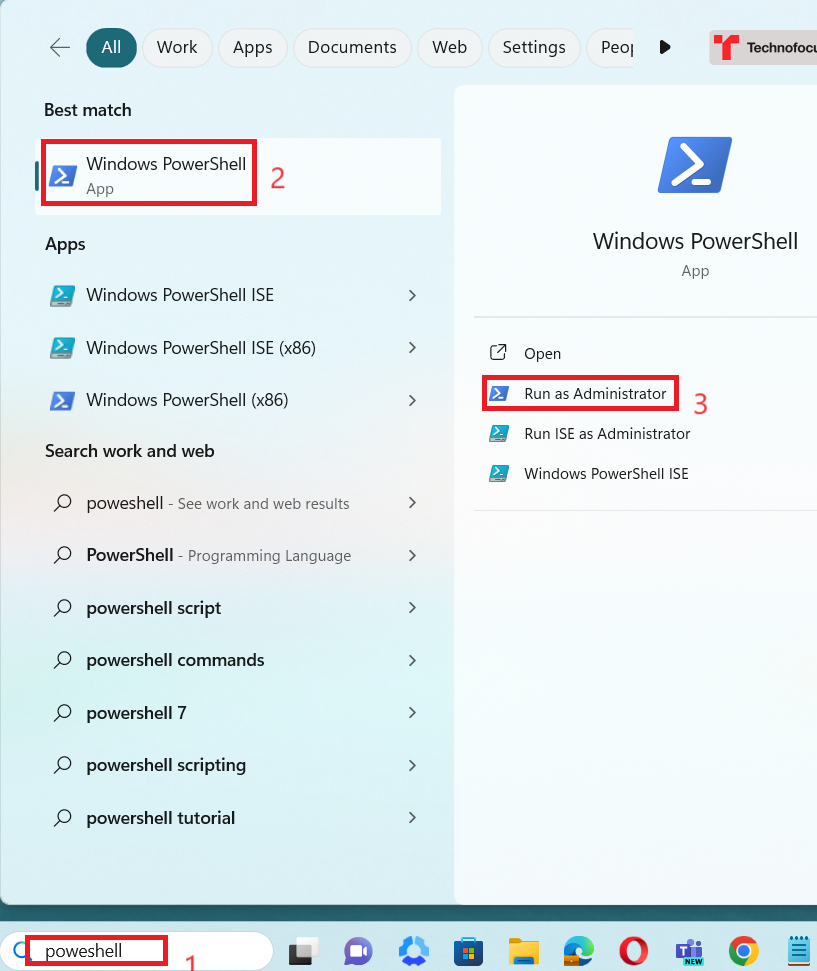 All Work Apps Documents Web Settings Peop
Technofocu
Best match
Windows PowerShell
App
2
Apps
Windows PowerShell ISE
Windows PowerShell ISE (x86)
Windows PowerShell (x86)
Search work and web
poweshell - See work and web results
PowerShell - Programming Language
powershell script
powershell commands
powershell 7
powershell scripting
powershell tutorial
Windows PowerShell
App
Open
Run as Administrator
3
Run ISE as Administrator
Windows PowerShell ISE
poweshell
1
T
NEW